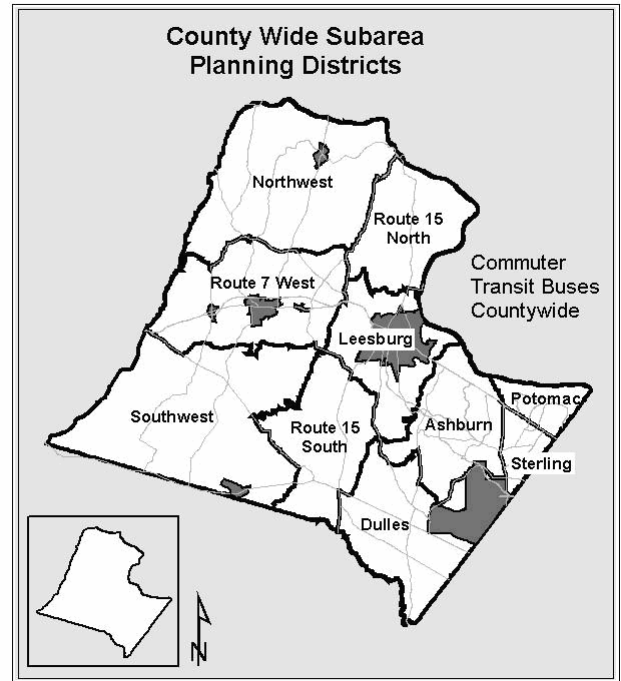 County Wide Subarea
Planning Districts
Northwest
Route 15
North
Commuter
Transit Buses
Countywide
Route 7 West
Leesburg
Potomac
Southwest
Route 15
South
Ashburn
Sterling
Dulles
N